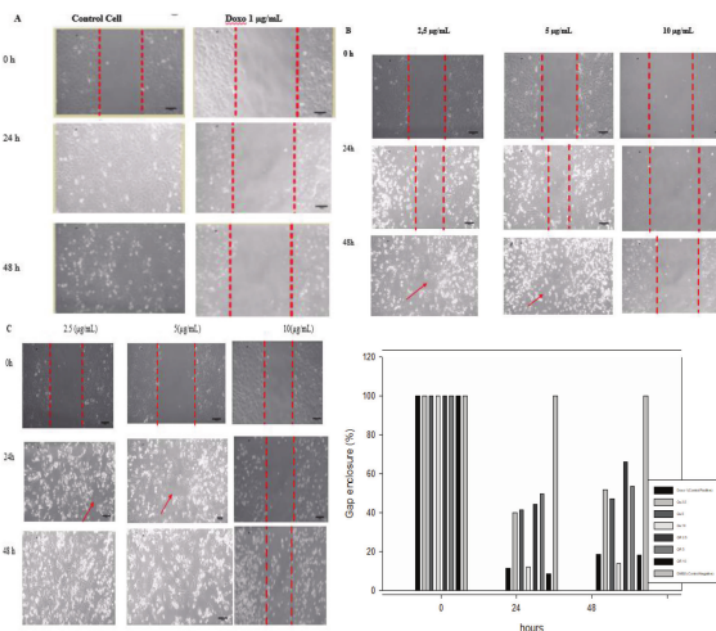 A
Control Cell
Doxo 1 µg/mL
0 h
24 h
48 h
B
2,5 µg/mL
5 µg/mL
10 µg/mL
0 h
24h
48h
C
2.5 (µg/mL)
5(µg/mL)
10(µg/mL)
0h
24h
48 h
Gap enclosure (%)
120
100
80
60
40
20
0
0
24
48
hours